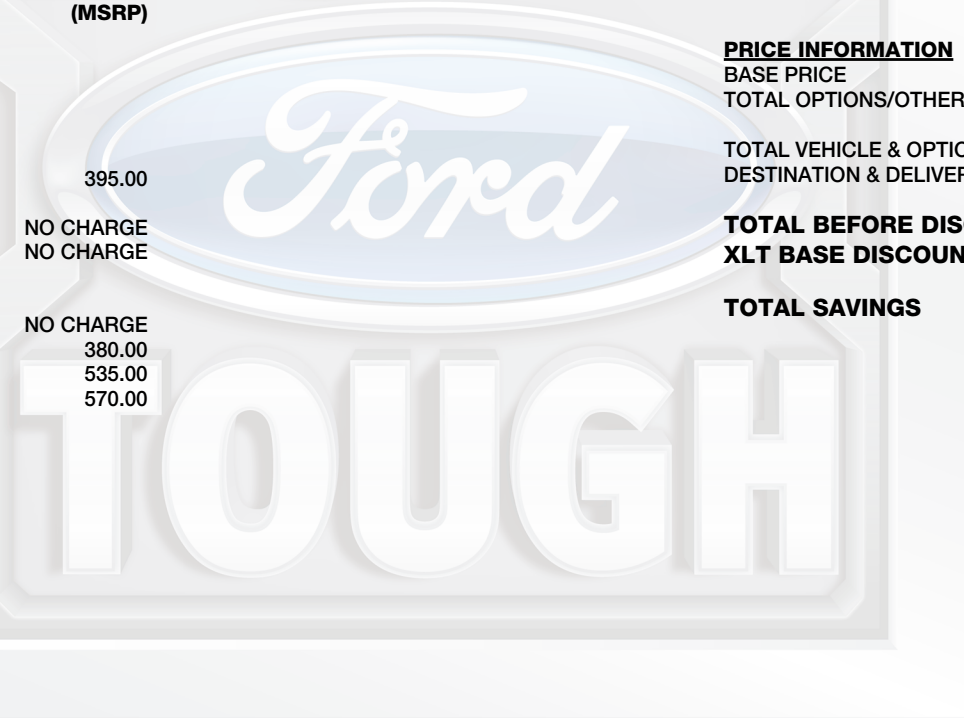 (MSRP)
395.00
NO CHARGE
NO CHARGE
NO CHARGE
380.00
535.00
570.00
PRICE INFORMATION
BASE PRICE
TOTAL OPTIONS/OTHER
TOTAL VEHICLE & OPTIO
DESTINATION & DELIVER
TOTAL BEFORE DIS
XLT BASE DISCOUN
TOTAL SAVINGS
Ford
TOUGH